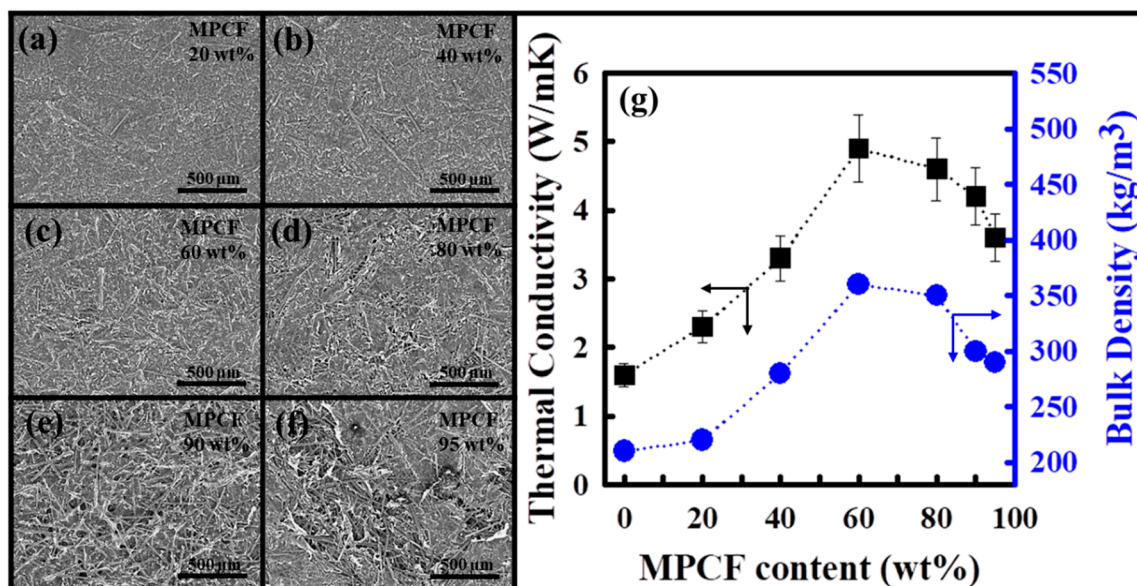 (a)
MPCF
20 wt%
500 μm
(b)
MPCF
40 wt%
500 μm
(c)
MPCF
60 wt%
500 μm
(d)
MPCF
80 wt%
500 μm
(e)
MPCF
90 wt%
500 μm
(f)
MPCF
95 wt%
500 μm
(g)
Thermal Conductivity (W/mK)
6
5
4
3
2
1
0
0 20 40 60 80 100
MPCF content (wt%)
550
500
450
400
350
300
250
200
Bulk Density (kg/m³)